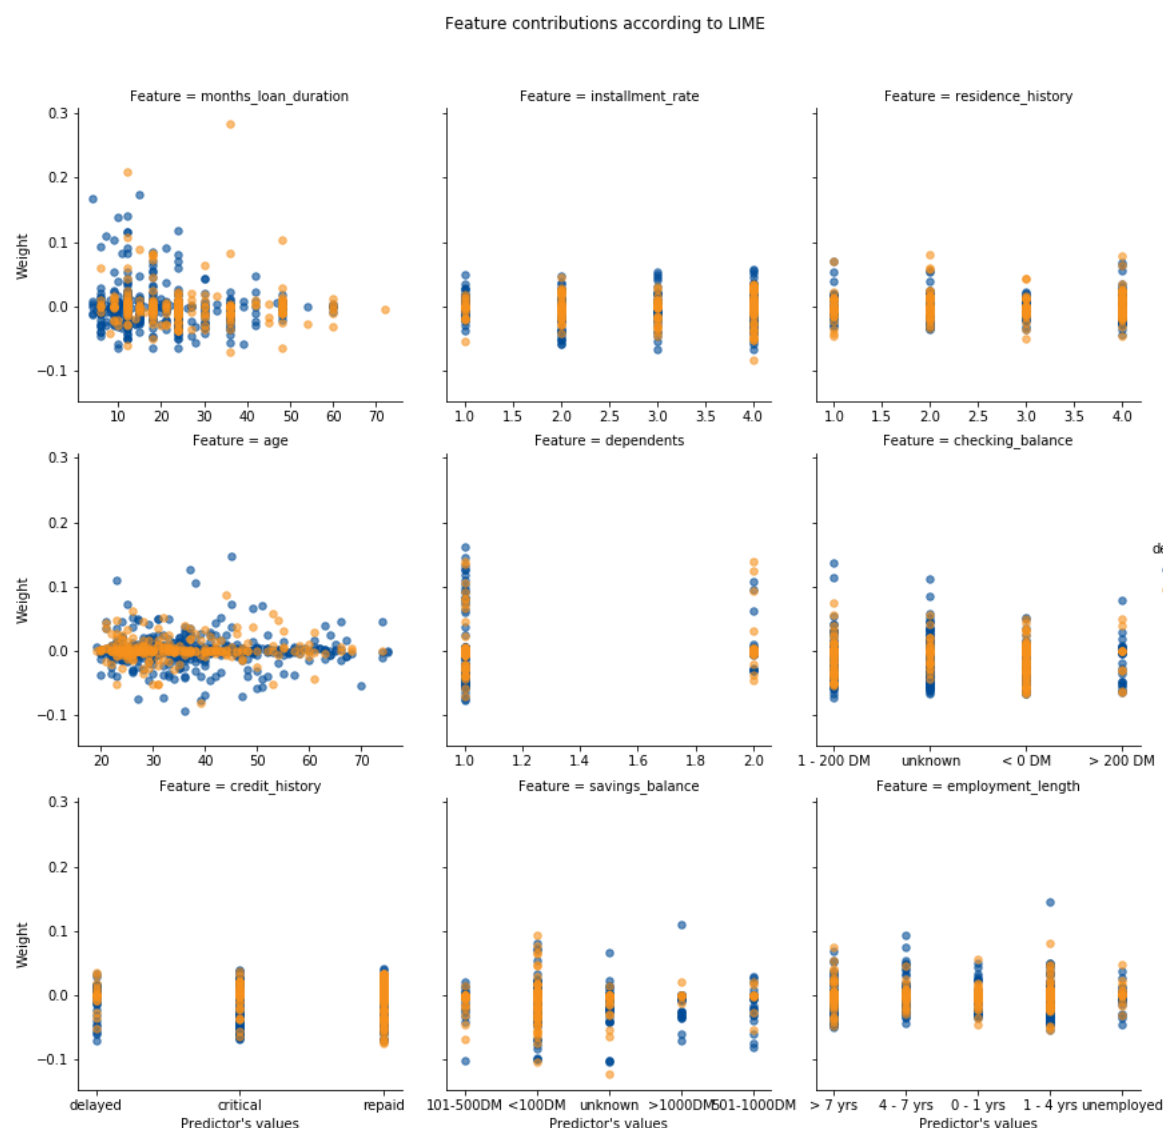 Feature contributions according to LIME
Feature = months_loan_duration
Feature = installment_rate
Feature = residence_history
0.3
0.2
0.1
0.0
−0.1
Weight
10 20 30 40 50 60 70
1.0 1.5 2.0 2.5 3.0 3.5 4.0
1.0 1.5 2.0 2.5 3.0 3.5 4.0
Feature = age
Feature = dependents
Feature = checking_balance
0.3
0.2
0.1
0.0
−0.1
Weight
de
20 30 40 50 60 70
1.0 1.2 1.4 1.6 1.8 2.0
1 - 200 DM unknown < 0 DM > 200 DM
Feature = credit_history
Feature = savings_balance
Feature = employment_length
0.3
0.2
0.1
0.0
−0.1
Weight
delayed critical repaid
101-500DM <100DM unknown >1000DM 501-1000DM
> 7 yrs 4 - 7 yrs 0 - 1 yrs 1 - 4 yrs unemployed
Predictor's values
Predictor's values
Predictor's values